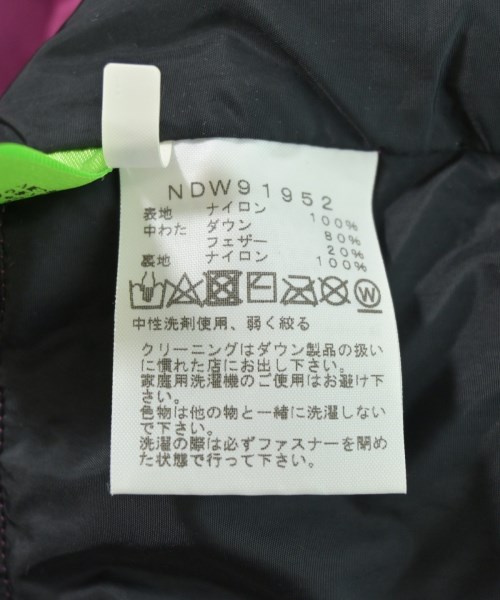 NDW91952
表地 ナイロン 100%
中わた ダウン 80%
フェザー 20%
裏地 ナイロン 100%
W
中性洗剤使用、弱く絞る
クリーニングはダウン製品の扱い
に慣れた店にお出し下さい。
家庭用洗濯機のご使用はお避け下
さい。
色物は他の物と一緒に洗濯しない
で下さい。
洗濯の際は必ずファスナーを閉め
た状態で行って下さい。